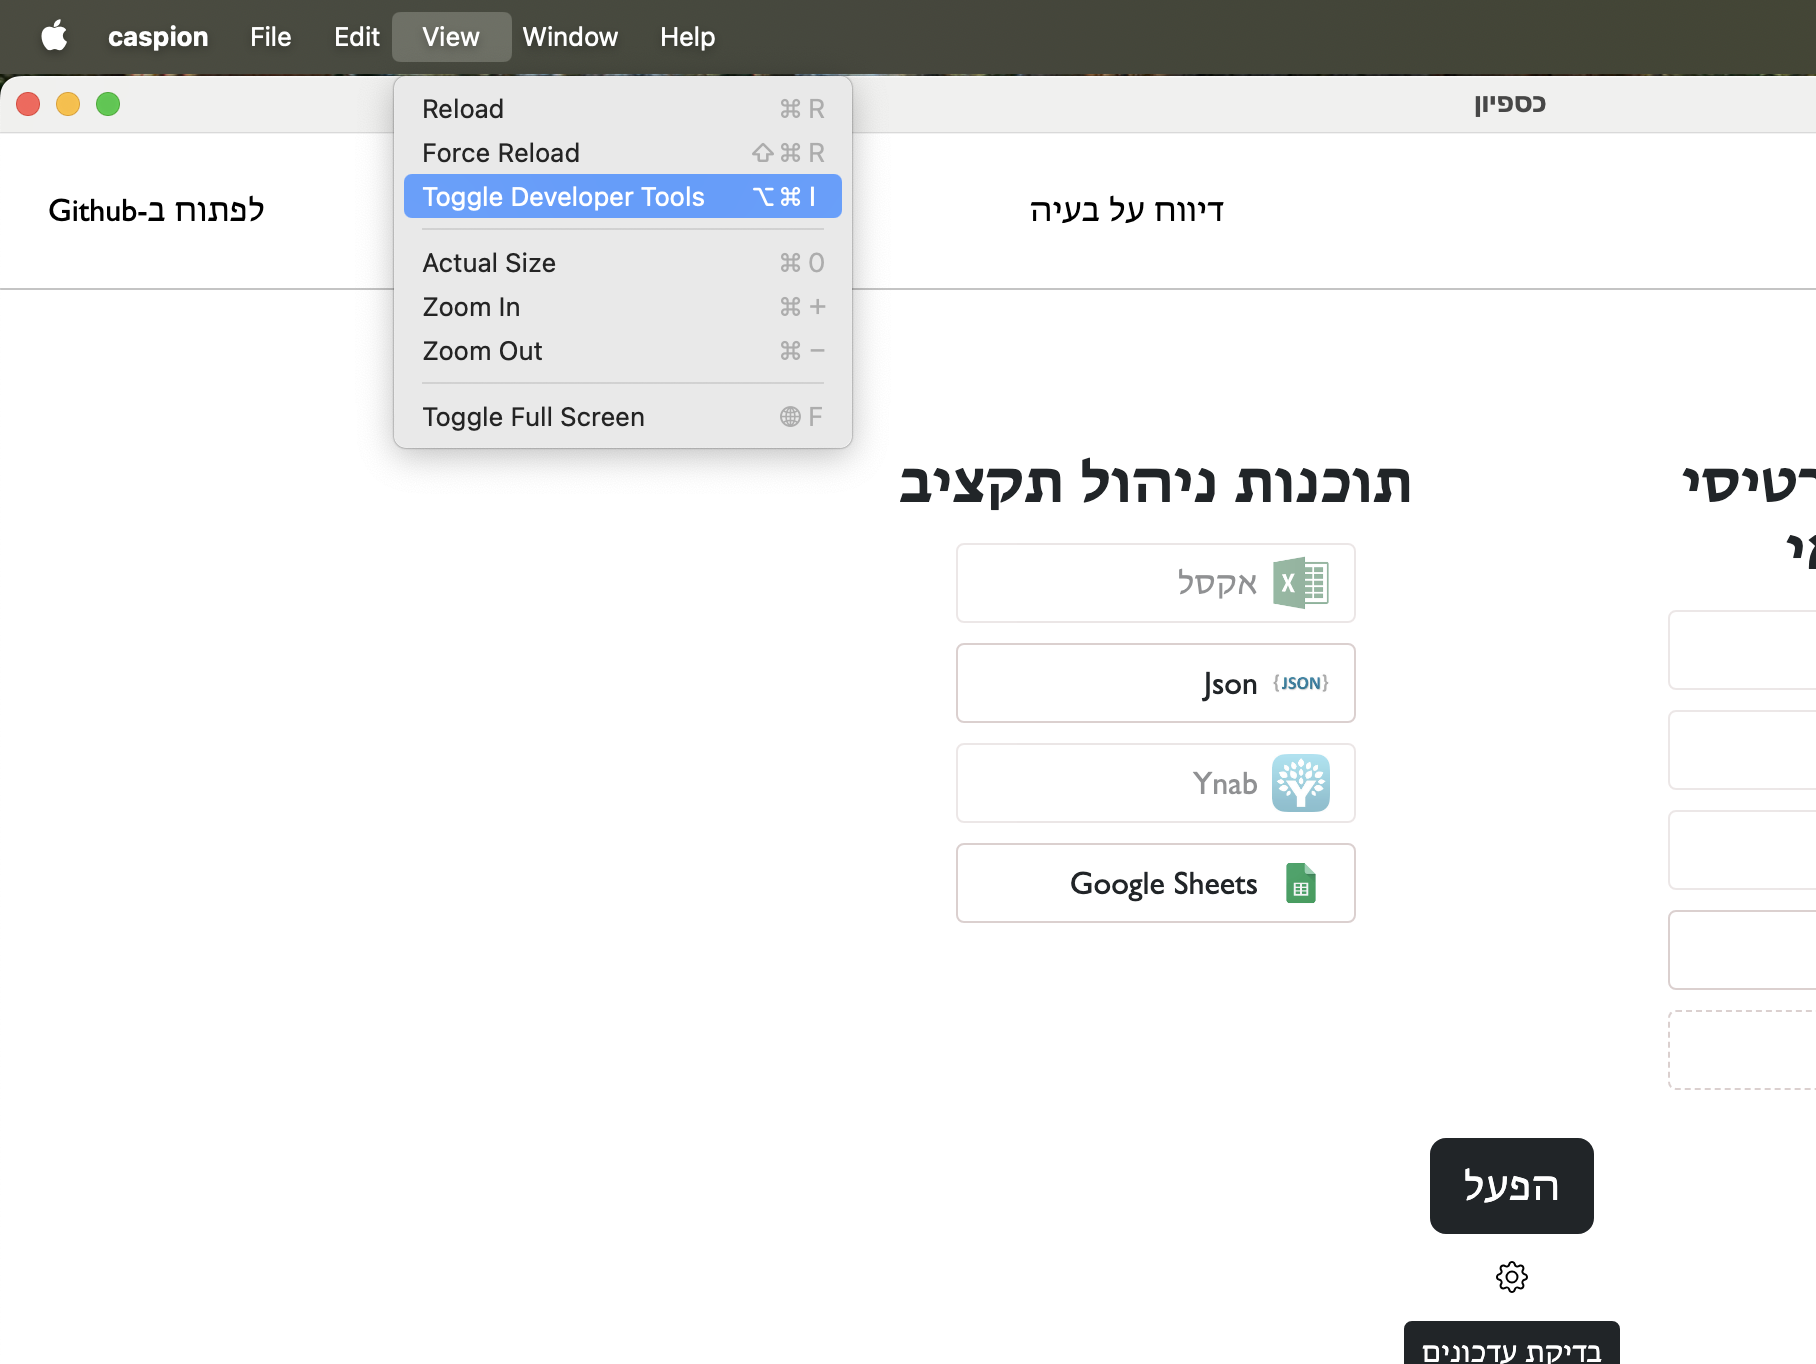 caspion File Edit View Window Help
כספיון
Reload ⌘ R
Force Reload ⇧ ⌘ R
Toggle Developer Tools ⌥ ⌘ I
Actual Size ⌘ 0
Zoom In ⌘ +
Zoom Out ⌘ −
Toggle Full Screen 🌐 F
דיווח על בעיה
לפתוח ב-Github
תוכנות ניהול תקציב
אקסל
X
Json
{JSON}
Ynab
Google Sheets
הפעל
בדיקת עדכונים